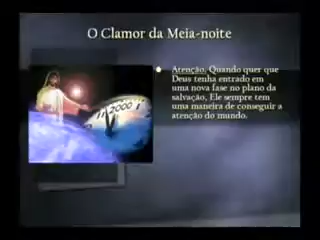 O Clamor da Meia-noite
Atenção. Quando quer que
Deus tenha entrado em
uma nova fase no plano da
salvação, Ele sempre tem
uma maneira de conseguir a
atenção do mundo.
2000